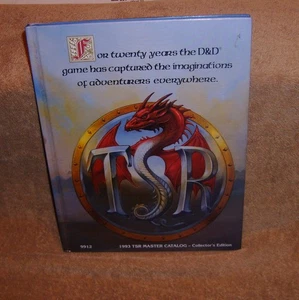 For twenty years the D&D®
game has captured the imaginations
of adventurers everywhere.
TSR
9913 1993 TSR MASTER CATALOG – Collector's Edition